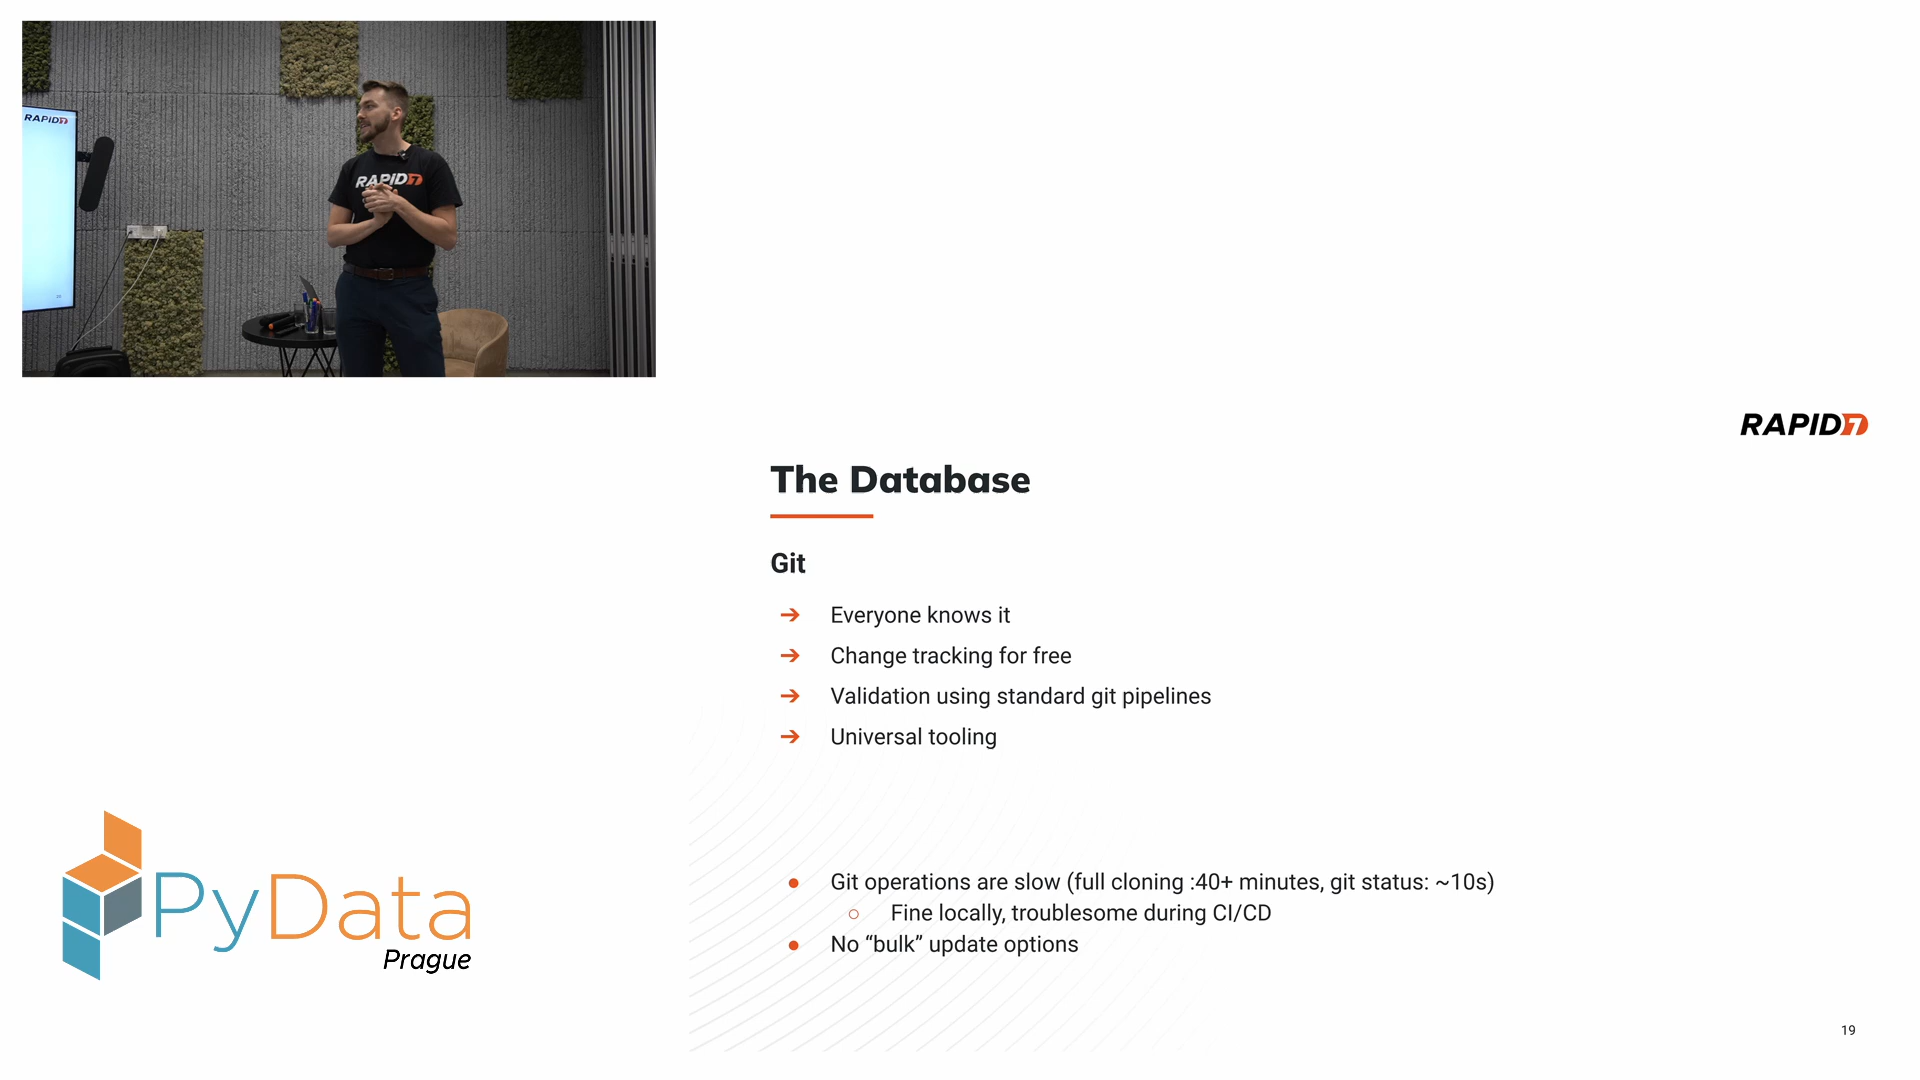 RAPID7
RAPID7
RAPID7
The Database
Git
➔ Everyone knows it
➔ Change tracking for free
➔ Validation using standard git pipelines
➔ Universal tooling
● Git operations are slow (full cloning :40+ minutes, git status: ~10s)
○ Fine locally, troublesome during CI/CD
● No “bulk” update options
PyData
Prague
19